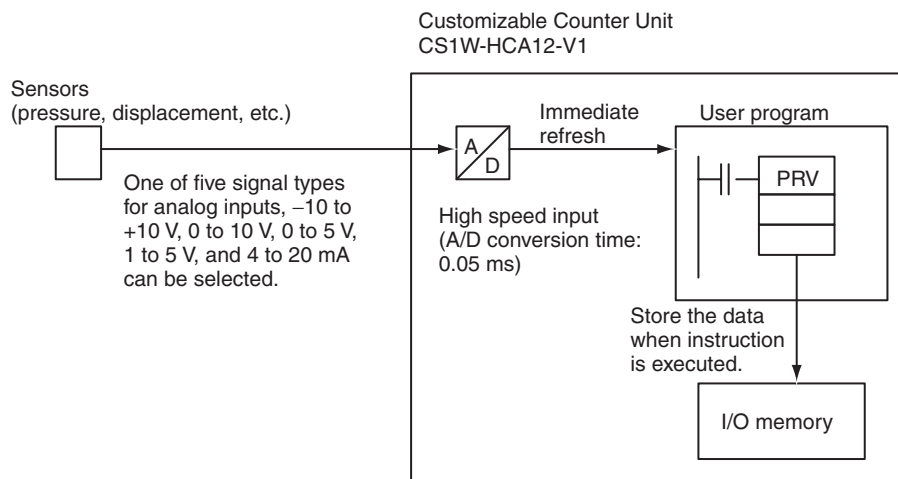 Customizable Counter Unit
CS1W-HCA12-V1
Sensors
(pressure, displacement, etc.)
A
D
Immediate
refresh
User program
PRV
One of five signal types
for analog inputs, −10 to
+10 V, 0 to 10 V, 0 to 5 V,
1 to 5 V, and 4 to 20 mA
can be selected.
High speed input
(A/D conversion time:
0.05 ms)
Store the data
when instruction
is executed.
I/O memory